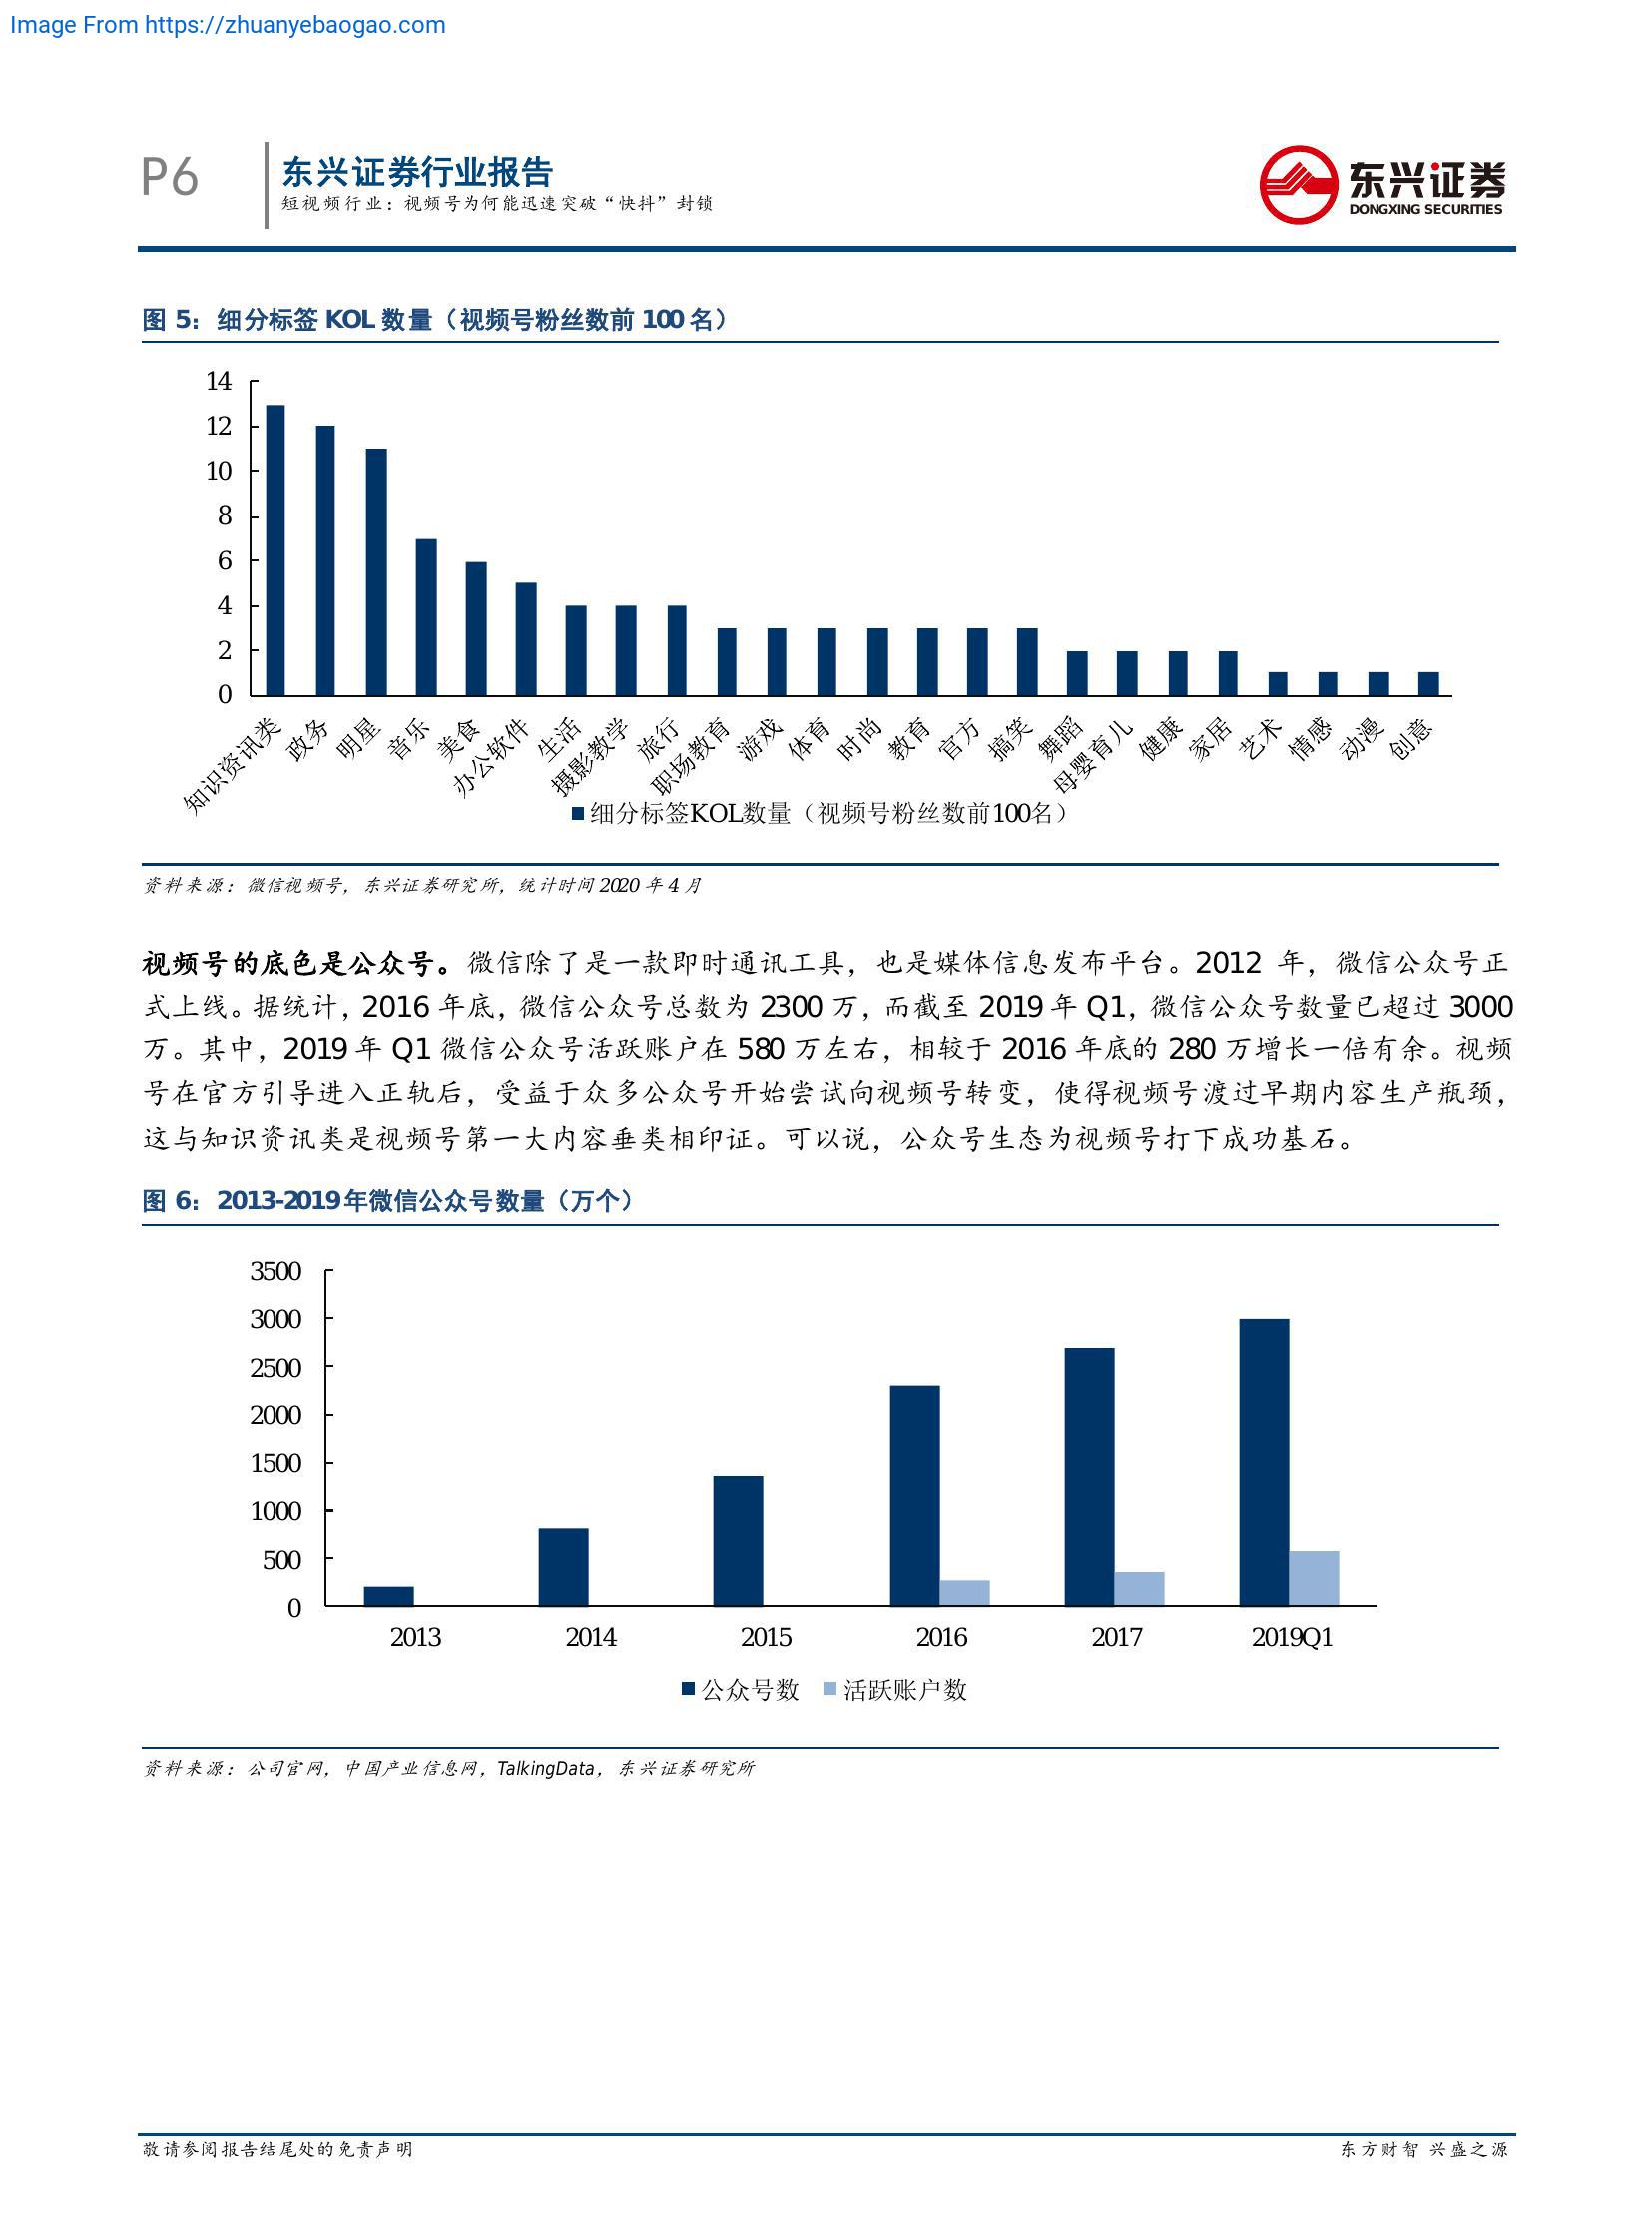 Image From https://zhuanyebaogao.com
P6
东兴证券行业报告
短视频行业：视频号为何能迅速突破“快抖”封锁
东兴证券
DONGXING SECURITIES
图 5：细分标签 KOL 数量（视频号粉丝数前 100 名）
14
12
10
8
6
4
2
0
知识资讯类 政务 明星 音乐 美食 办公软件 生活 摄影教学 旅行 职场教育 游戏 体育 时尚 教育 官方 搞笑 舞蹈 母婴育儿 健康 家居 艺术 情感 动漫 创意
细分标签KOL数量（视频号粉丝数前100名）
资料来源：微信视频号，东兴证券研究所，统计时间 2020 年 4 月
视频号的底色是公众号。微信除了是一款即时通讯工具，也是媒体信息发布平台。2012 年，微信公众号正
式上线。据统计，2016 年底，微信公众号总数为 2300 万，而截至 2019 年 Q1，微信公众号数量已超过 3000
万。其中，2019 年 Q1 微信公众号活跃账户在 580 万左右，相较于 2016 年底的 280 万增长一倍有余。视频
号在官方引导进入正轨后，受益于众多公众号开始尝试向视频号转变，使得视频号渡过早期内容生产瓶颈，
这与知识资讯类是视频号第一大内容垂类相印证。可以说，公众号生态为视频号打下成功基石。
图 6：2013-2019年微信公众号数量（万个）
3500
3000
2500
2000
1500
1000
500
0
2013 2014 2015 2016 2017 2019Q1
公众号数 活跃账户数
资料来源：公司官网，中国产业信息网，TalkingData，东兴证券研究所
敬请参阅报告结尾处的免责声明
东方财智 兴盛之源